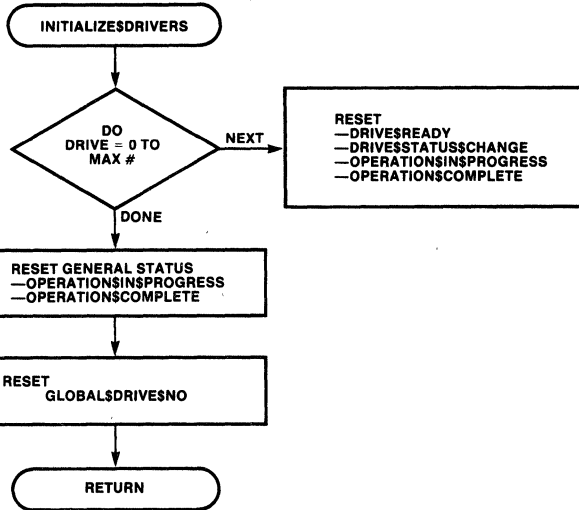 INITIALIZE$DRIVERS
DO
DRIVE = 0 TO
MAX #
NEXT
RESET
—DRIVE$READY
—DRIVE$STATUS$CHANGE
—OPERATION$IN$PROGRESS
—OPERATION$COMPLETE
DONE
RESET GENERAL STATUS
—OPERATION$IN$PROGRESS
—OPERATION$COMPLETE
RESET
GLOBAL$DRIVE$NO
RETURN